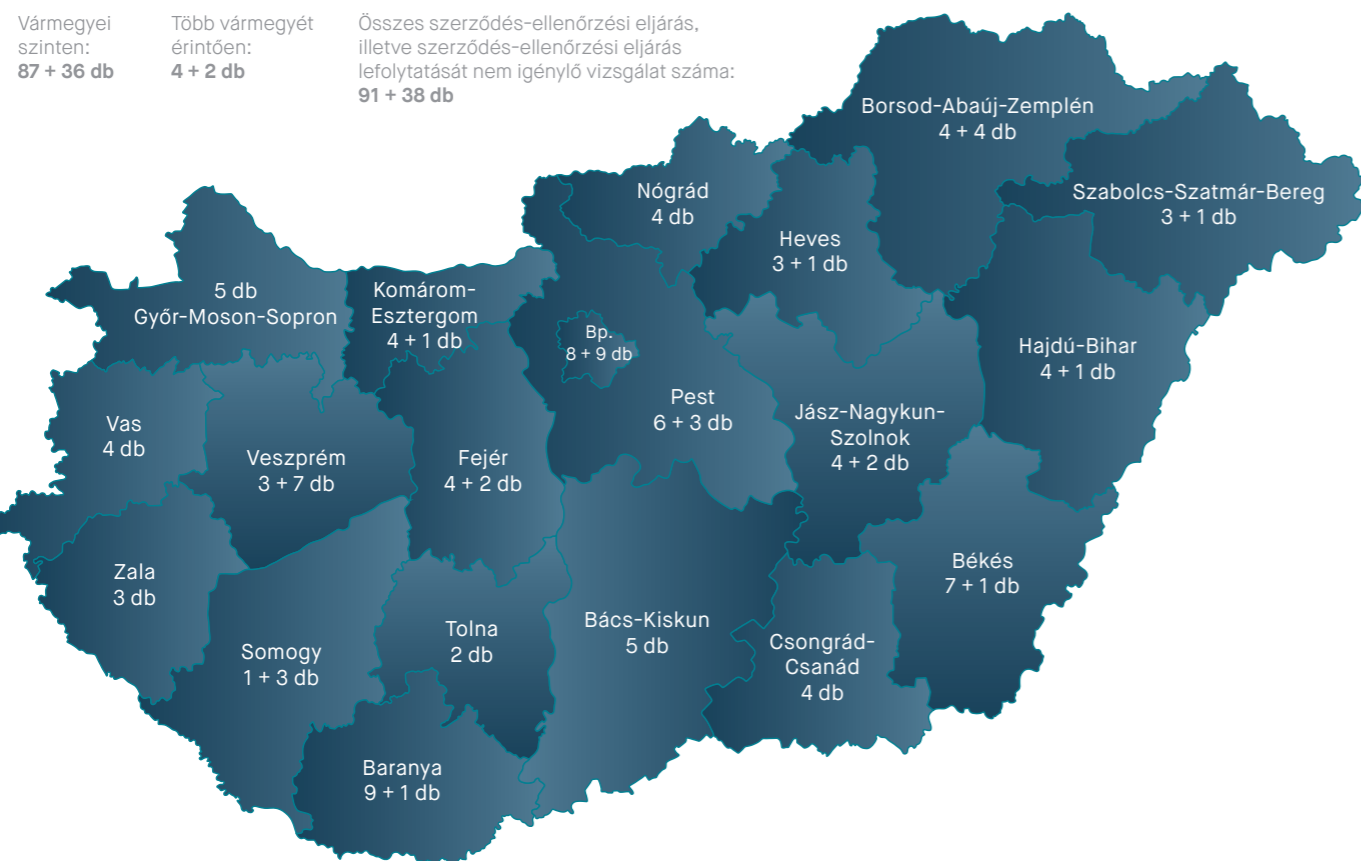 Vármegyei
szinten:
87 + 36 db
Több vármegyét
érintően:
4 + 2 db
Összes szerződés-ellenőrzési eljárás,
illetve szerződés-ellenőrzési eljárás
lefolytatását nem igénylő vizsgálat száma:
91 + 38 db
Borsod-Abaúj-Zemplén
4 + 4 db
Szabolcs-Szatmár-Bereg
3 + 1 db
Nógrád
4 db
Heves
3 + 1 db
5 db
Győr-Moson-Sopron
Komárom-
Esztergom
4 + 1 db
Bp.
8 + 9 db
Hajdú-Bihar
4 + 1 db
Pest
6 + 3 db
Jász-Nagykun-
Szolnok
4 + 2 db
Vas
4 db
Veszprém
3 + 7 db
Fejér
4 + 2 db
Zala
3 db
Somogy
1 + 3 db
Tolna
2 db
Bács-Kiskun
5 db
Csongrád-
Csanád
4 db
Békés
7 + 1 db
Baranya
9 + 1 db